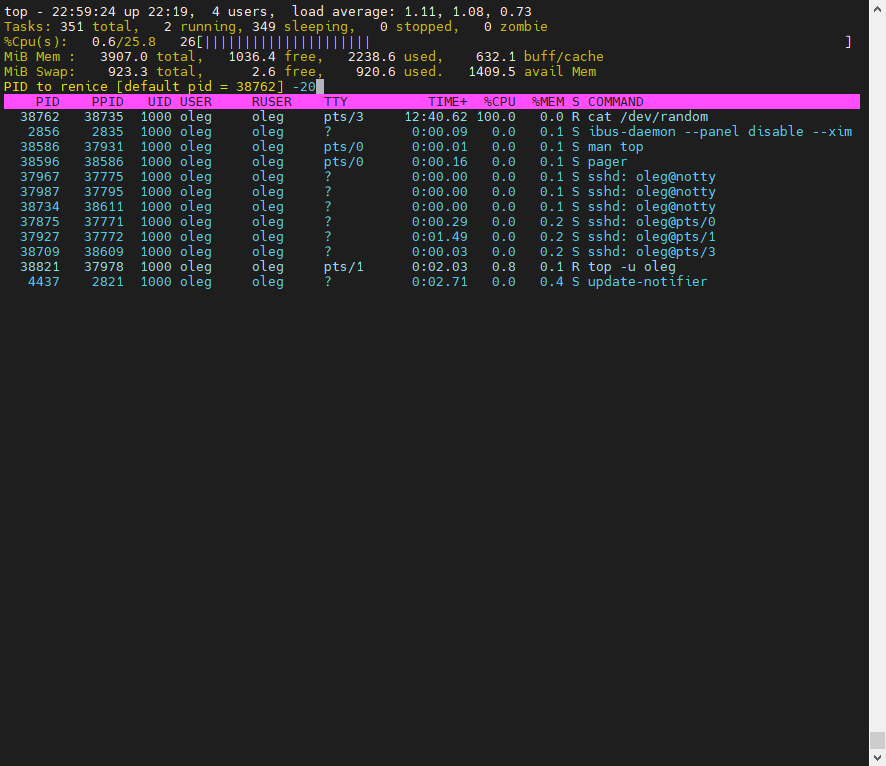 top - 22:59:24 up 22:19,  4 users,  load average: 1.11, 1.08, 0.73
Tasks: 351 total,   2 running, 349 sleeping,   0 stopped,   0 zombie
%Cpu(s):   0.6/25.8   26[|||||||||||||||||||||                                                           ]
MiB Mem :   3907.0 total,   1036.4 free,   2238.6 used,    632.1 buff/cache
MiB Swap:    923.3 total,      2.6 free,    920.6 used.   1409.5 avail Mem
PID to renice [default pid = 38762] -20
    PID    PPID   UID USER     RUSER    TTY          TIME+  %CPU  %MEM S COMMAND
  38762   38735  1000 oleg     oleg     pts/3     12:40.62 100.0   0.0 R cat /dev/random
   2856    2835  1000 oleg     oleg     ?          0:00.09   0.0   0.1 S ibus-daemon --panel disable --xim
  38586   37931  1000 oleg     oleg     pts/0      0:00.01   0.0   0.1 S man top
  38596   38586  1000 oleg     oleg     pts/0      0:00.16   0.0   0.1 S pager
  37967   37775  1000 oleg     oleg     ?          0:00.00   0.0   0.1 S sshd: oleg@notty
  37987   37795  1000 oleg     oleg     ?          0:00.00   0.0   0.1 S sshd: oleg@notty
  38734   38611  1000 oleg     oleg     ?          0:00.00   0.0   0.1 S sshd: oleg@notty
  37875   37771  1000 oleg     oleg     ?          0:00.29   0.0   0.2 S sshd: oleg@pts/0
  37927   37772  1000 oleg     oleg     ?          0:01.49   0.0   0.2 S sshd: oleg@pts/1
  38709   38609  1000 oleg     oleg     ?          0:00.03   0.0   0.2 S sshd: oleg@pts/3
  38821   37978  1000 oleg     oleg     pts/1      0:02.03   0.8   0.1 R top -u oleg
   4437    2821  1000 oleg     oleg     ?          0:02.71   0.0   0.4 S update-notifier